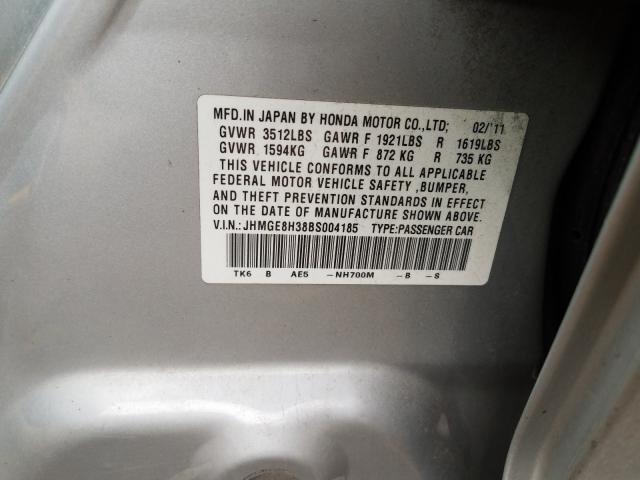 MFD.IN JAPAN BY HONDA MOTOR CO.,LTD; 02/'11
GVWR 3512LBS GAWR F 1921LBS R 1619LBS
GVWR 1594KG GAWR F 872 KG R 735 KG
THIS VEHICLE CONFORMS TO ALL APPLICABLE
FEDERAL MOTOR VEHICLE SAFETY ,BUMPER,
AND THEFT PREVENTION STANDARDS IN EFFECT
ON THE DATE OF MANUFACTURE SHOWN ABOVE.
V.I.N.: JHMGE8H38BS004185 TYPE:PASSENGER CAR
TK6 B AE5 -NH700M -B -S